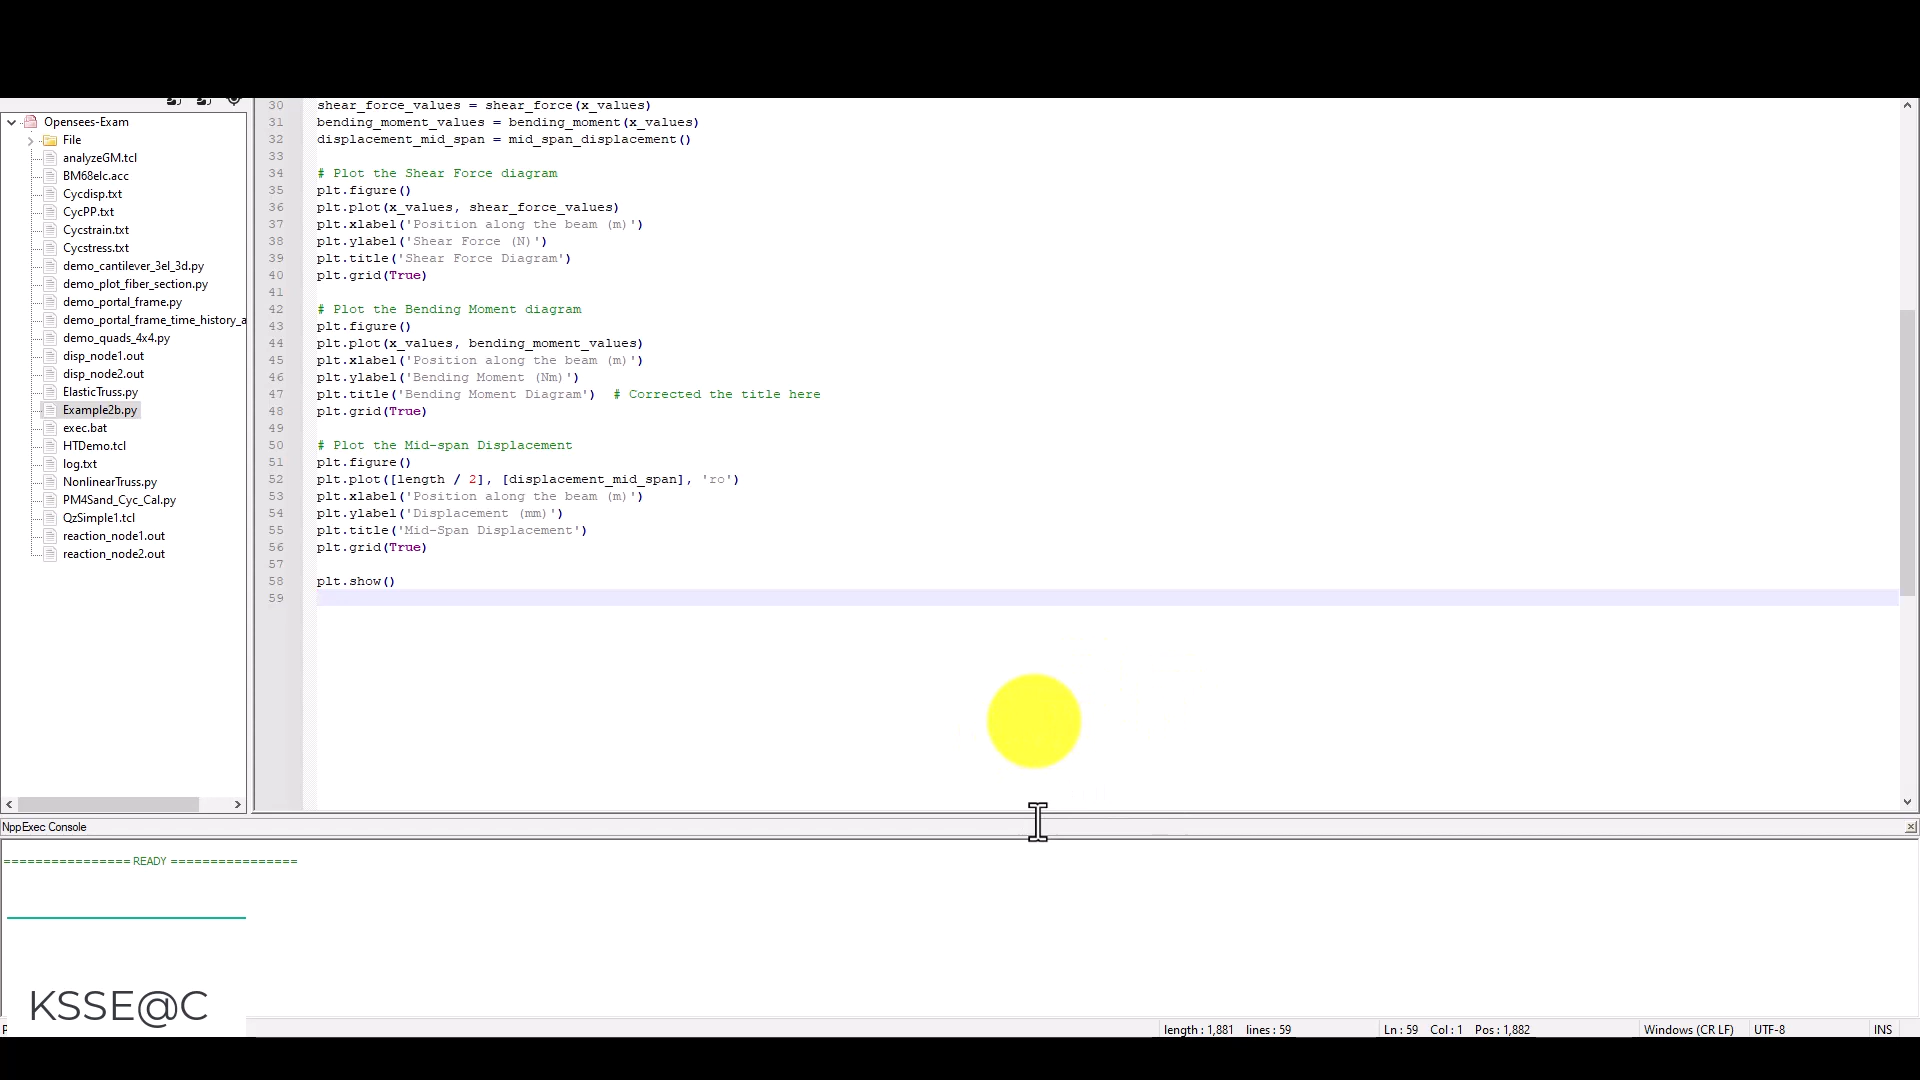 Opensees-Exam
File
analyzeGM.tcl
BM68elc.acc
Cycdisp.txt
CycPP.txt
Cycstrain.txt
Cycstress.txt
demo_cantilever_3el_3d.py
demo_plot_fiber_section.py
demo_portal_frame.py
demo_portal_frame_time_history_a
demo_quads_4x4.py
disp_node1.out
disp_node2.out
ElasticTruss.py
Example2b.py
exec.bat
HTDemo.tcl
log.txt
NonlinearTruss.py
PM4Sand_Cyc_Cal.py
QzSimple1.tcl
reaction_node1.out
reaction_node2.out
30 shear_force_values = shear_force(x_values)
31 bending_moment_values = bending_moment(x_values)
32 displacement_mid_span = mid_span_displacement()
33
34 # Plot the Shear Force diagram
35 plt.figure()
36 plt.plot(x_values, shear_force_values)
37 plt.xlabel('Position along the beam (m)')
38 plt.ylabel('Shear Force (N)')
39 plt.title('Shear Force Diagram')
40 plt.grid(True)
41
42 # Plot the Bending Moment diagram
43 plt.figure()
44 plt.plot(x_values, bending_moment_values)
45 plt.xlabel('Position along the beam (m)')
46 plt.ylabel('Bending Moment (Nm)')
47 plt.title('Bending Moment Diagram')  # Corrected the title here
48 plt.grid(True)
49
50 # Plot the Mid-span Displacement
51 plt.figure()
52 plt.plot([length / 2], [displacement_mid_span], 'ro')
53 plt.xlabel('Position along the beam (m)')
54 plt.ylabel('Displacement (mm)')
55 plt.title('Mid-Span Displacement')
56 plt.grid(True)
57
58 plt.show()
59
NppExec Console
================ READY ================
KSSE@C
length : 1,881 lines : 59 Ln : 59 Col : 1 Pos : 1,882 Windows (CR LF) UTF-8 INS